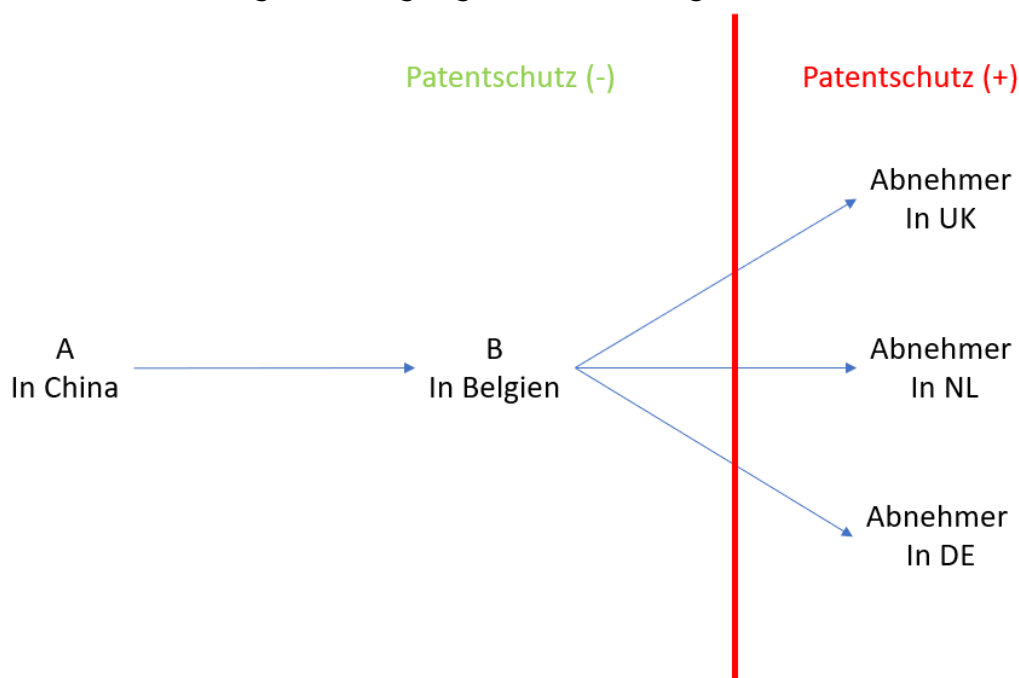 Patentschutz (-)
Patentschutz (+)
Abnehmer
In UK
A
In China
B
In Belgien
Abnehmer
In NL
Abnehmer
In DE